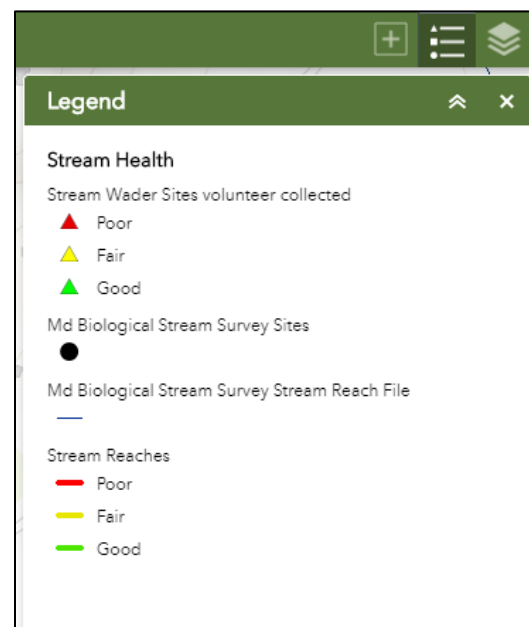 Legend
Stream Health
Stream Wader Sites volunteer collected
Poor
Fair
Good
Md Biological Stream Survey Sites
Md Biological Stream Survey Stream Reach File
Stream Reaches
Poor
Fair
Good